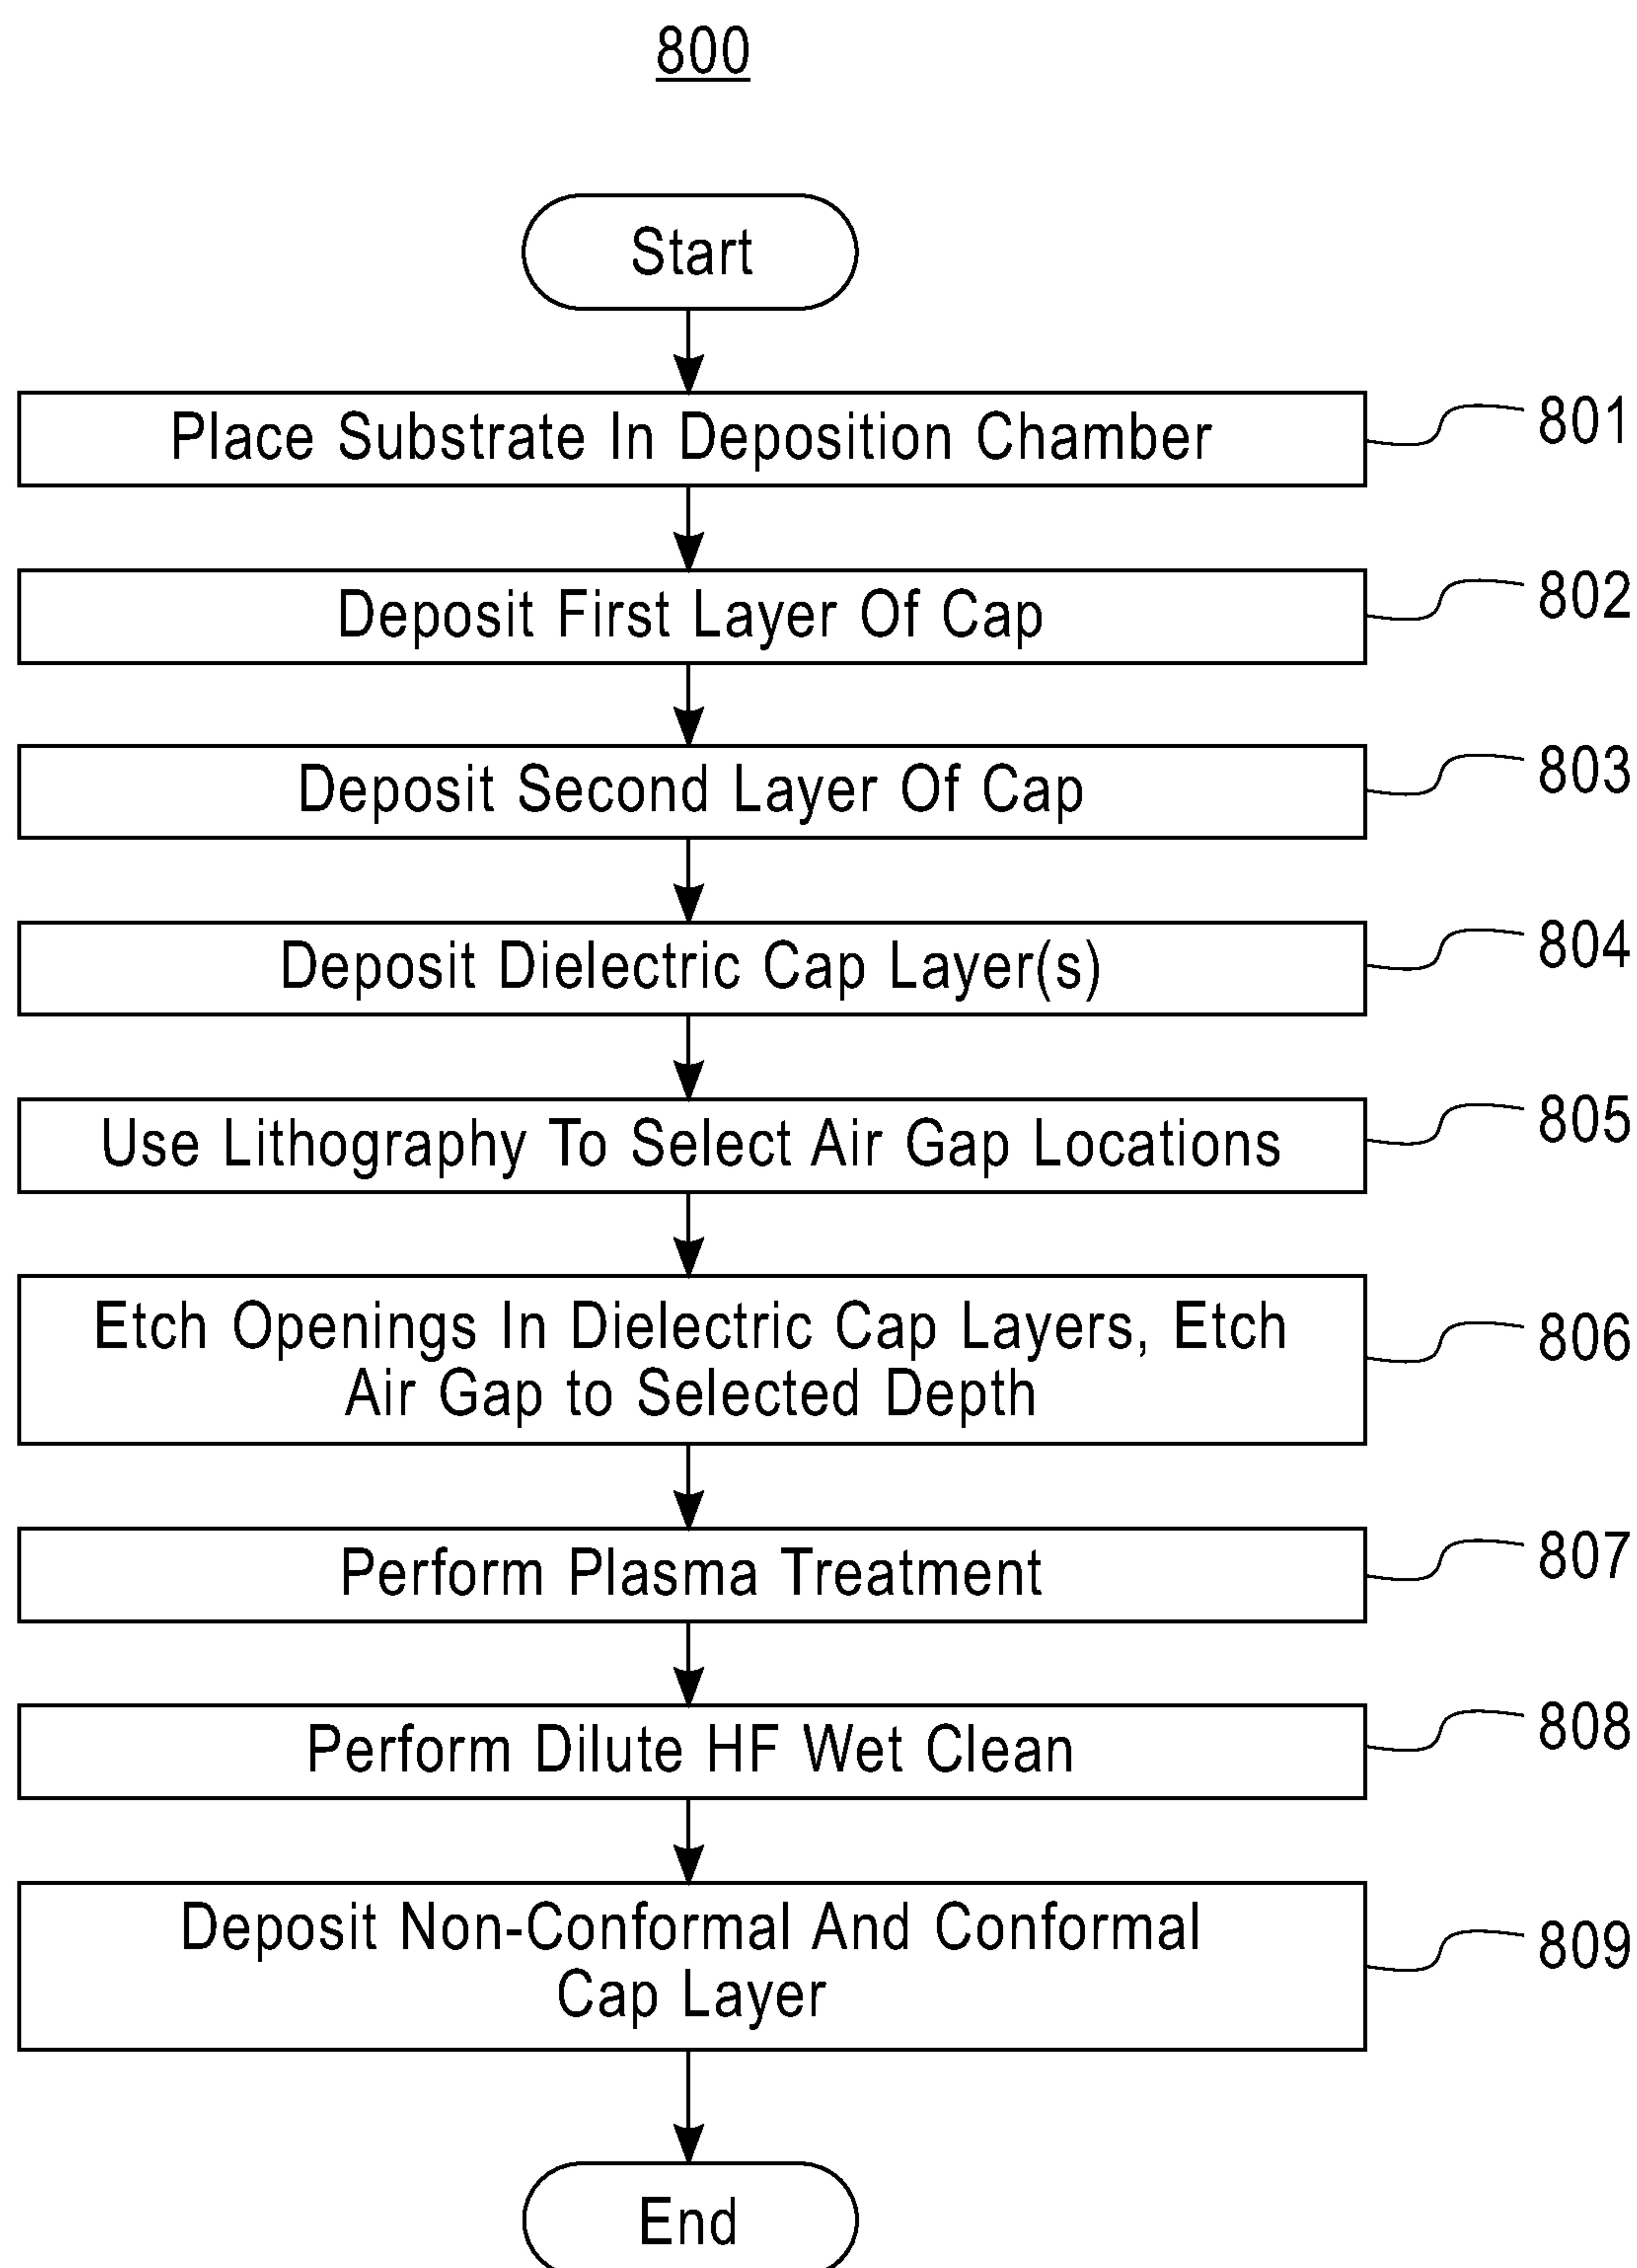 800
Start
Place Substrate In Deposition Chamber
801
Deposit First Layer Of Cap
802
Deposit Second Layer Of Cap
803
Deposit Dielectric Cap Layer(s)
804
Use Lithography To Select Air Gap Locations
805
Etch Openings In Dielectric Cap Layers, Etch
Air Gap to Selected Depth
806
Perform Plasma Treatment
807
Perform Dilute HF Wet Clean
808
Deposit Non-Conformal And Conformal
Cap Layer
809
End